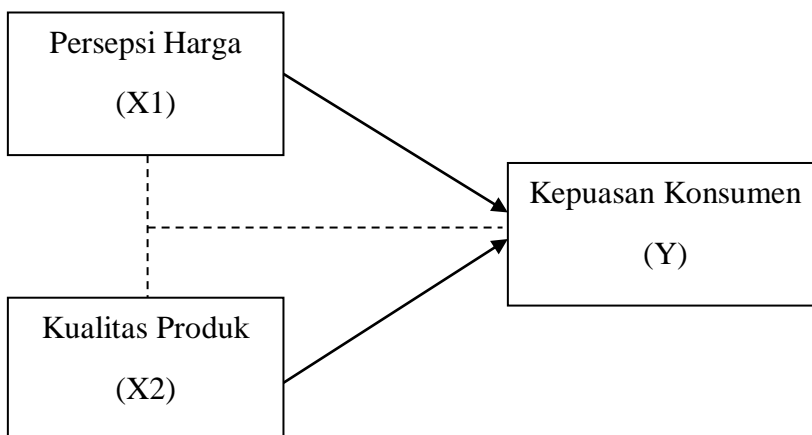 Persepsi Harga
(X1)
Kepuasan Konsumen
(Y)
Kualitas Produk
(X2)